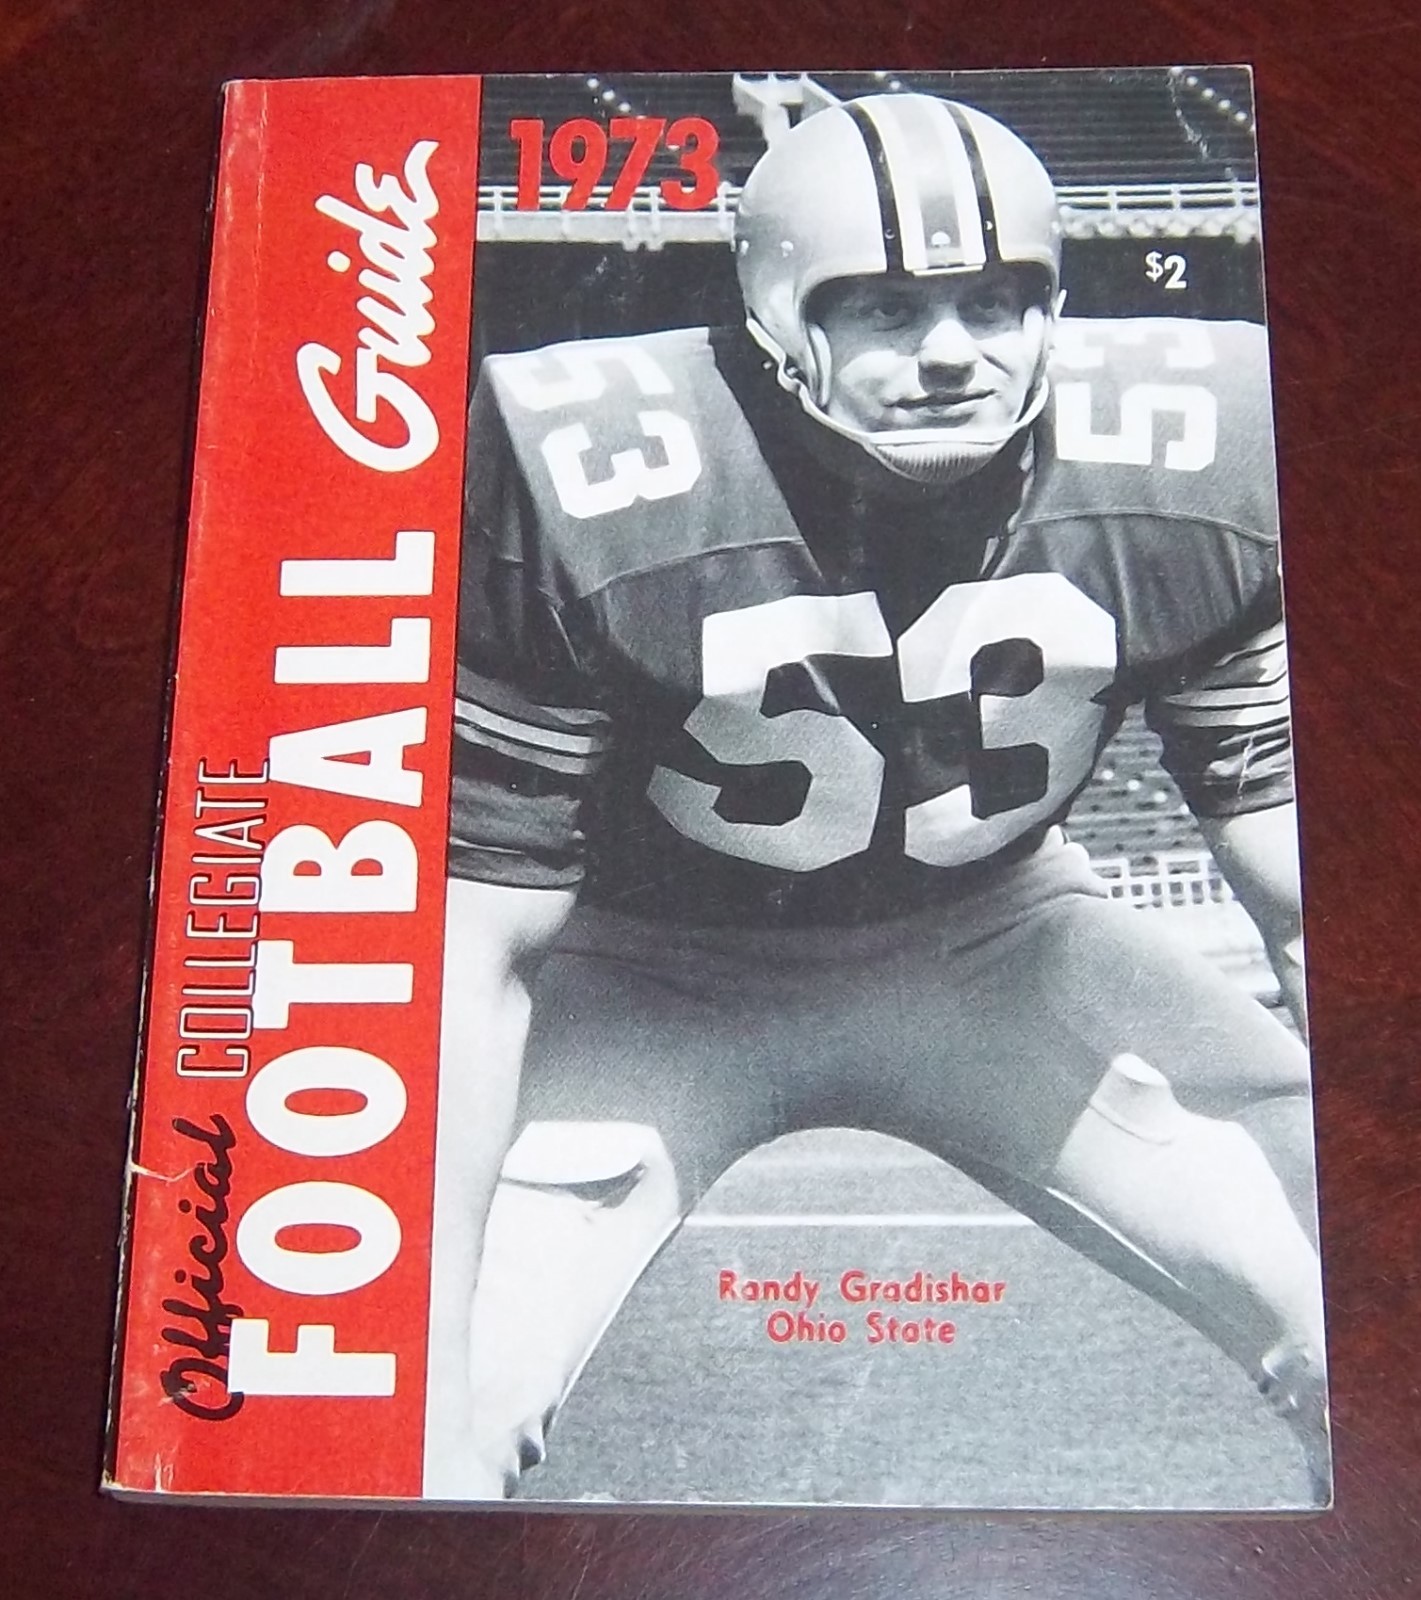 Official COLLEGIATE
FOOTBALL Guide
1973
$2
53
53
53
Randy Gradishar
Ohio State